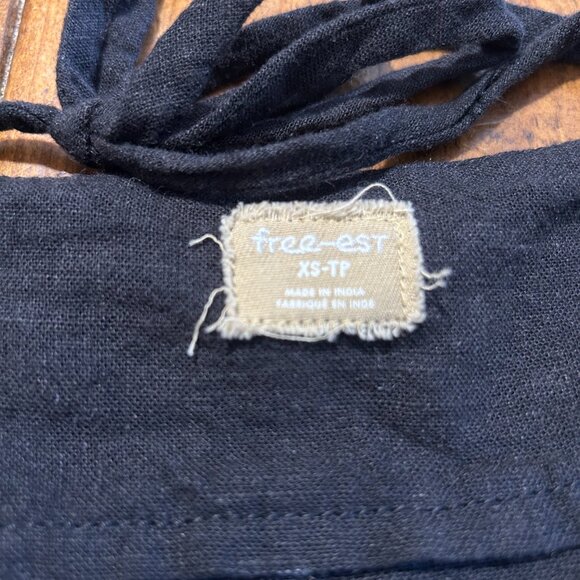 free-est
XS-TP
MADE IN INDIA
FABRIQUÉ EN INDE